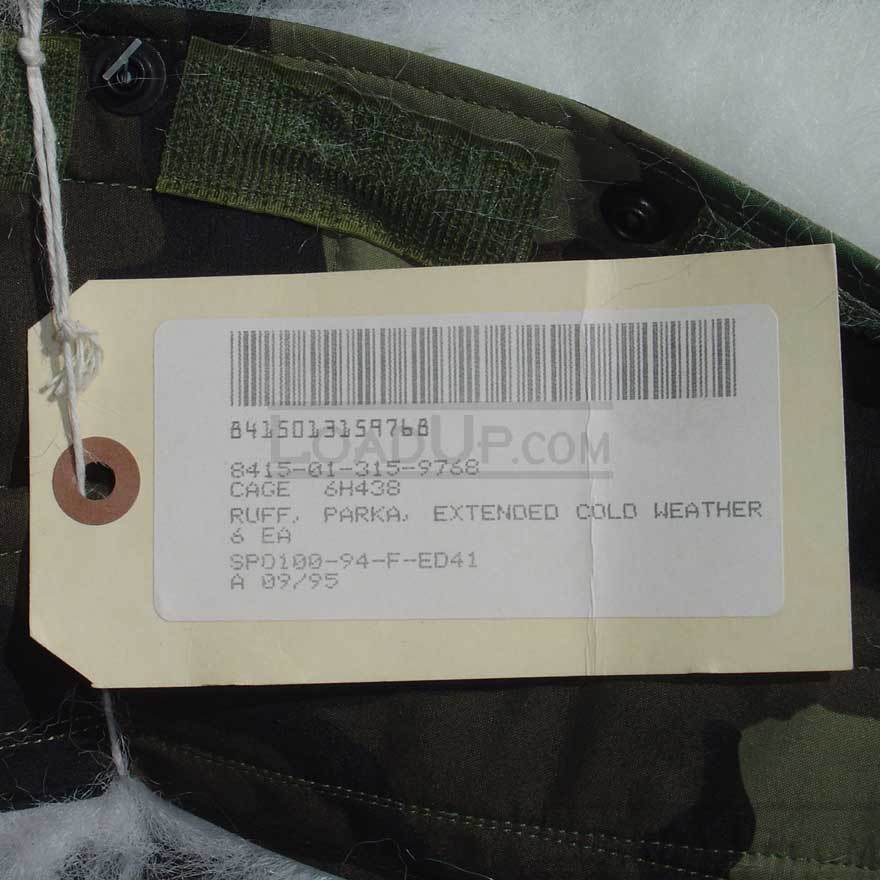 8415013159768
LOADUP.COM
8415-01-315-9768
CAGE 6H438
RUFF, PARKA, EXTENDED COLD WEATHER
6 EA
SPO100-94-F-ED41
A 09/95